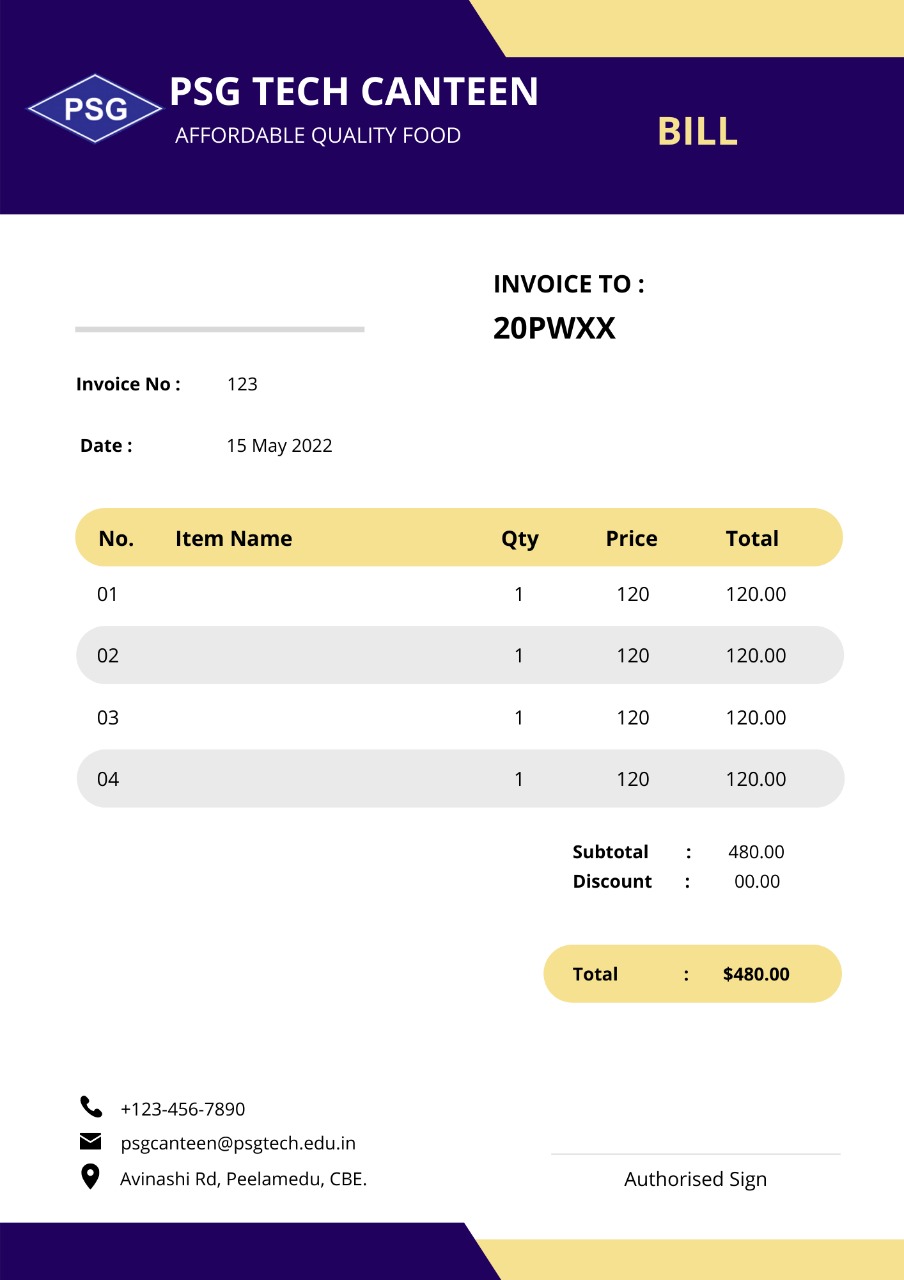 PSG
PSG TECH CANTEEN
AFFORDABLE QUALITY FOOD
BILL
INVOICE TO :
20PWXX
Invoice No : 123
Date : 15 May 2022
No. Item Name Qty Price Total
01 1 120 120.00
02 1 120 120.00
03 1 120 120.00
04 1 120 120.00
Subtotal : 480.00
Discount : 00.00
Total : $480.00
+123-456-7890
psgcanteen@psgtech.edu.in
Avinashi Rd, Peelamedu, CBE.
Authorised Sign